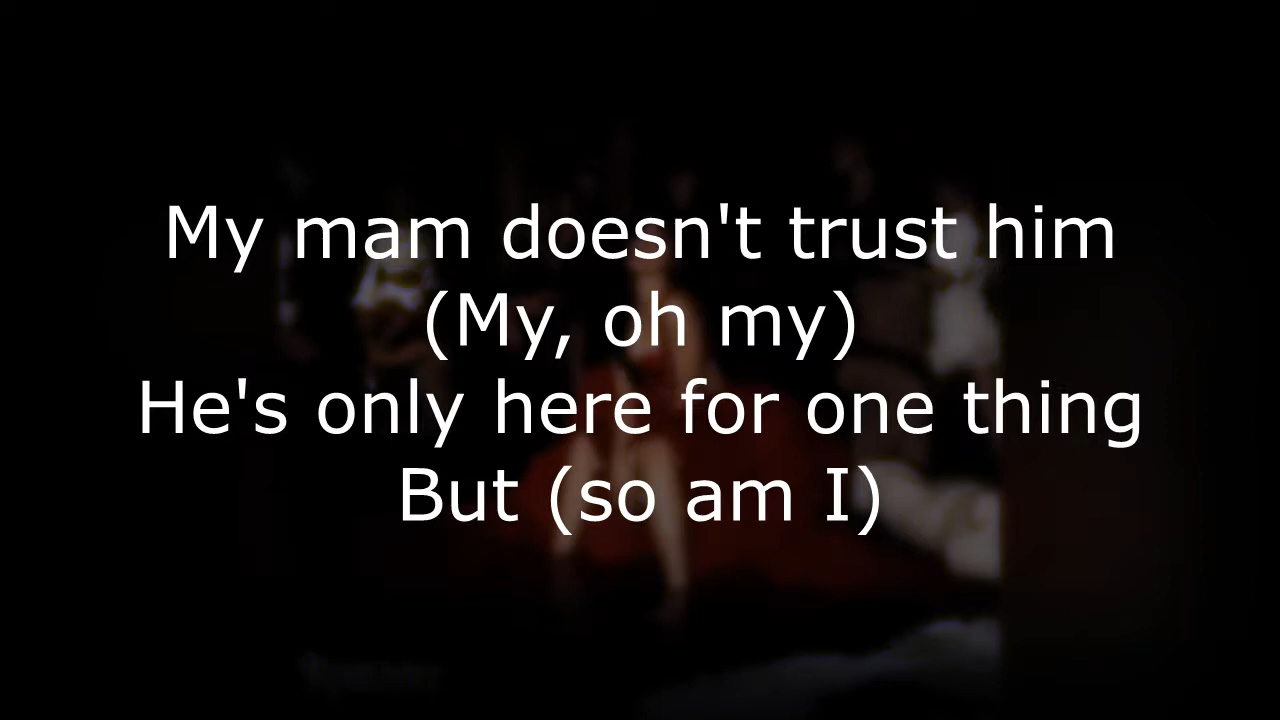 My mam doesn't trust him
(My, oh my)
He's only here for one thing
But (so am I)